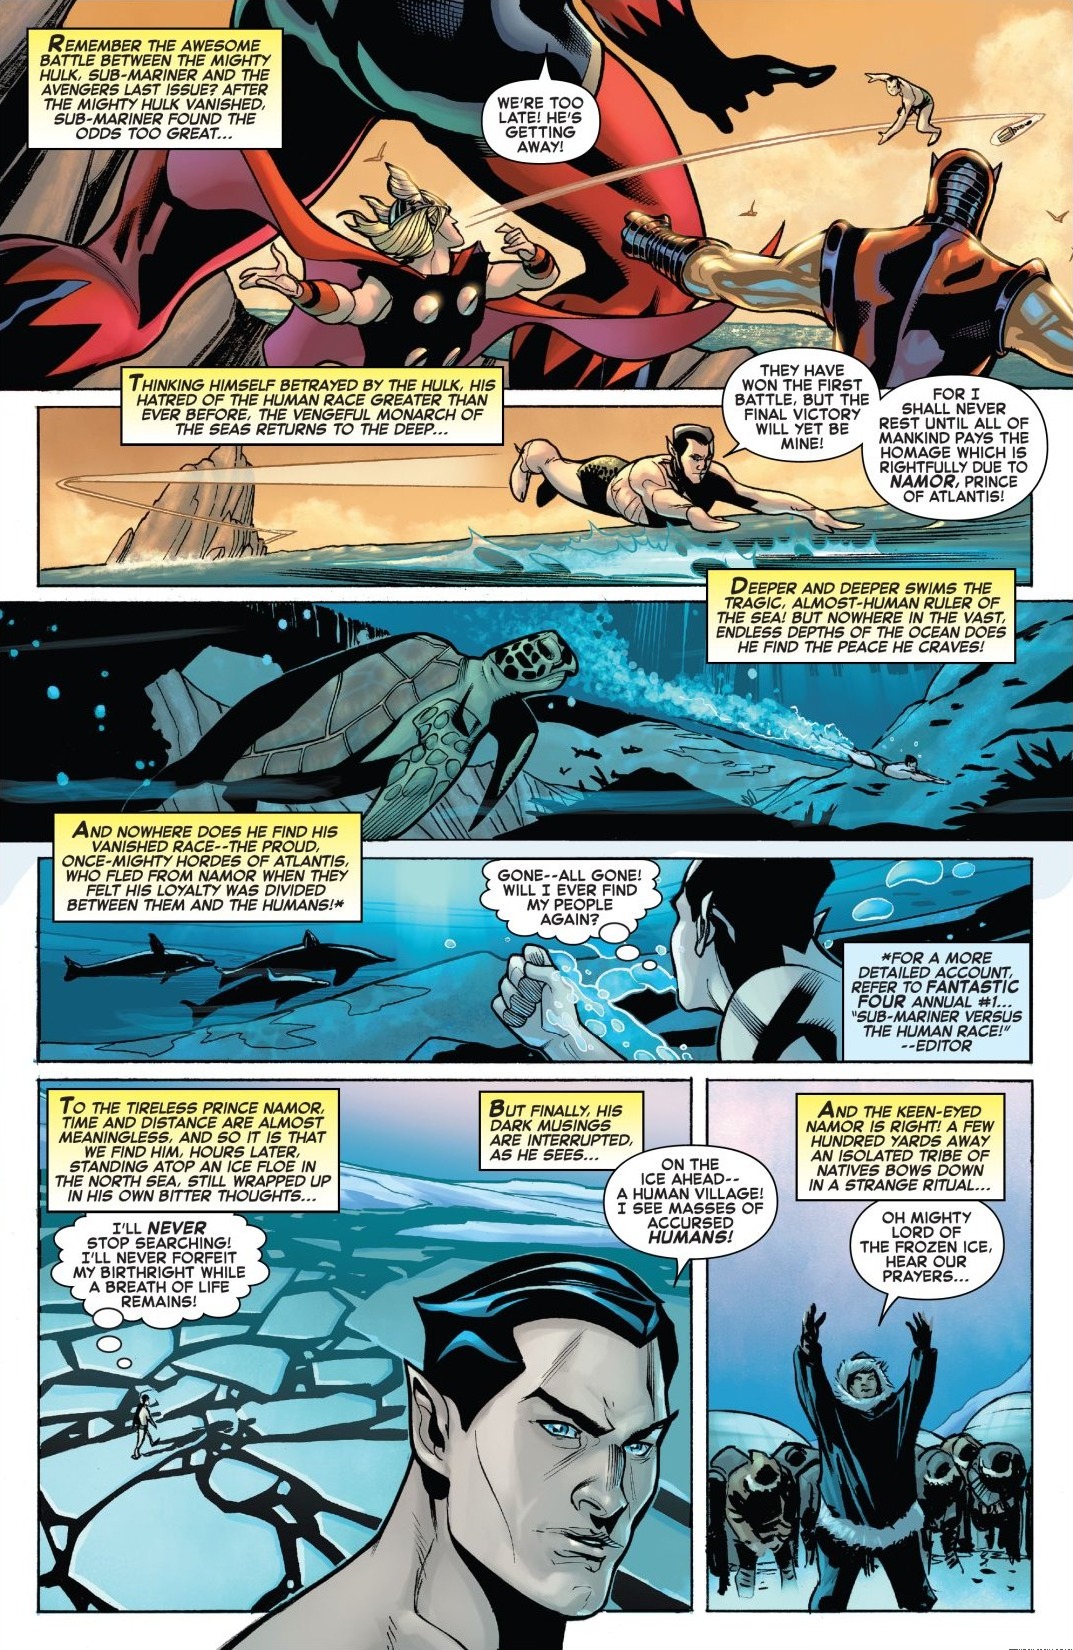 REMEMBER THE AWESOME
BATTLE BETWEEN THE MIGHTY
HULK, SUB-MARINER AND THE
AVENGERS LAST ISSUE? AFTER
THE MIGHTY HULK VANISHED,
SUB-MARINER FOUND THE
ODDS TOO GREAT...
WE'RE TOO
LATE! HE'S
GETTING
AWAY!
THINKING HIMSELF BETRAYED BY THE HULK, HIS
HATRED OF THE HUMAN RACE GREATER THAN
EVER BEFORE, THE VENGEFUL MONARCH OF
THE SEAS RETURNS TO THE DEEP...
THEY HAVE
WON THE FIRST
BATTLE, BUT THE
FINAL VICTORY
WILL YET BE
MINE!
FOR I
SHALL NEVER
REST UNTIL ALL OF
MANKIND PAYS THE
HOMAGE WHICH IS
RIGHTFULLY DUE TO
NAMOR, PRINCE
OF ATLANTIS!
DEEPER AND DEEPER SWIMS THE
TRAGIC, ALMOST-HUMAN RULER OF
THE SEA! BUT NOWHERE IN THE VAST,
ENDLESS DEPTHS OF THE OCEAN DOES
HE FIND THE PEACE HE CRAVES!
AND NOWHERE DOES HE FIND HIS
VANISHED RACE--THE PROUD,
ONCE-MIGHTY HORDES OF ATLANTIS,
WHO FLED FROM NAMOR WHEN THEY
FELT HIS LOYALTY WAS DIVIDED
BETWEEN THEM AND THE HUMANS!*
GONE--ALL GONE!
WILL I EVER FIND
MY PEOPLE
AGAIN?
*FOR A MORE
DETAILED ACCOUNT,
REFER TO FANTASTIC
FOUR ANNUAL #1...
"SUB-MARINER VERSUS
THE HUMAN RACE!"
--EDITOR
TO THE TIRELESS PRINCE NAMOR,
TIME AND DISTANCE ARE ALMOST
MEANINGLESS, AND SO IT IS THAT
WE FIND HIM, HOURS LATER,
STANDING ATOP AN ICE FLOE IN
THE NORTH SEA, STILL WRAPPED UP
IN HIS OWN BITTER THOUGHTS...
I'LL NEVER
STOP SEARCHING!
I'LL NEVER FORFEIT
MY BIRTHRIGHT WHILE
A BREATH OF LIFE
REMAINS!
BUT FINALLY, HIS
DARK MUSINGS
ARE INTERRUPTED,
AS HE SEES...
ON THE
ICE AHEAD--
A HUMAN VILLAGE!
I SEE MASSES OF
ACCURSED
HUMANS!
AND THE KEEN-EYED
NAMOR IS RIGHT! A FEW
HUNDRED YARDS AWAY
AN ISOLATED TRIBE OF
NATIVES BOWS DOWN
IN A STRANGE RITUAL...
OH MIGHTY
LORD OF
THE FROZEN ICE,
HEAR OUR
PRAYERS...